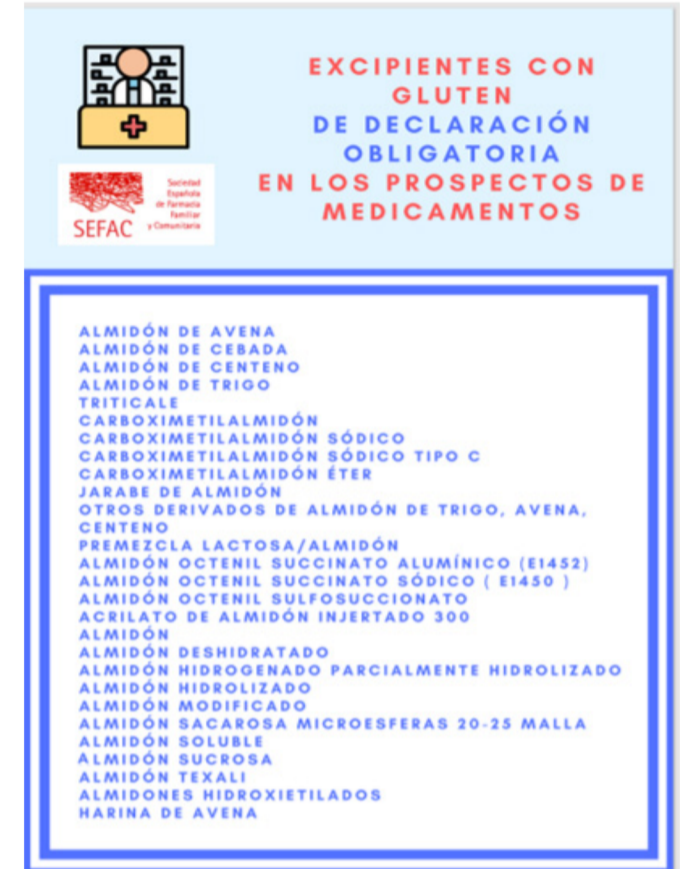 EXCIPIENTES CON
GLUTEN
DE DECLARACIÓN
OBLIGATORIA
EN LOS PROSPECTOS DE
MEDICAMENTOS
Sociedad
Española
de Farmacia
Familiar
y Comunitaria
SEFAC
ALMIDÓN DE AVENA
ALMIDÓN DE CEBADA
ALMIDÓN DE CENTENO
ALMIDÓN DE TRIGO
TRITICALE
CARBOXIMETILALMIDÓN
CARBOXIMETILALMIDÓN SÓDICO
CARBOXIMETILALMIDÓN SÓDICO TIPO C
CARBOXIMETILALMIDÓN ÉTER
JARABE DE ALMIDÓN
OTROS DERIVADOS DE ALMIDÓN DE TRIGO, AVENA,
CENTENO
PREMEZCLA LACTOSA/ALMIDÓN
ALMIDÓN OCTENIL SUCCINATO ALUMÍNICO (E1452)
ALMIDÓN OCTENIL SUCCINATO SÓDICO ( E1450 )
ALMIDÓN OCTENIL SULFOSUCCIONATO
ACRILATO DE ALMIDÓN INJERTADO 300
ALMIDÓN
ALMIDÓN DESHIDRATADO
ALMIDÓN HIDROGENADO PARCIALMENTE HIDROLIZADO
ALMIDÓN HIDROLIZADO
ALMIDÓN MODIFICADO
ALMIDÓN SACAROSA MICROESFERAS 20-25 MALLA
ALMIDÓN SOLUBLE
ALMIDÓN SUCROSA
ALMIDÓN TEXALI
ALMIDONES HIDROXIETILADOS
HARINA DE AVENA